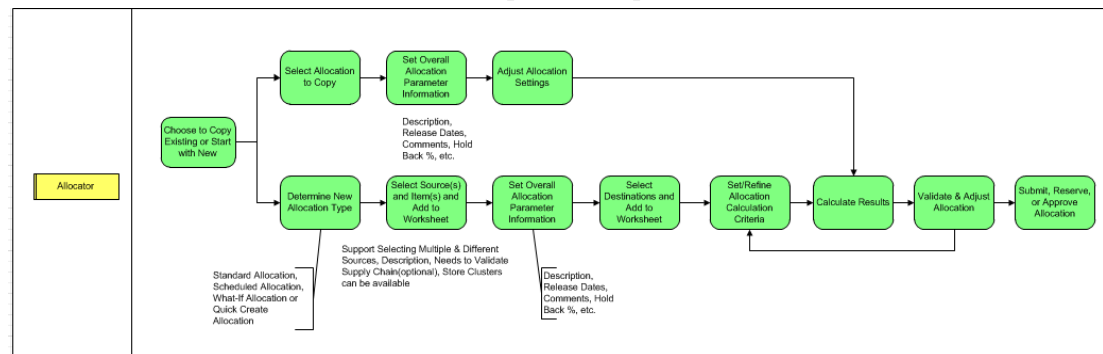 Select Allocation
to Copy
Set Overall
Allocation
Parameter
Information
Adjust Allocation
Settings
Description,
Release Dates,
Comments, Hold
Back %, etc.
Choose to Copy
Existing or Start
with New
Allocator
Determine New
Allocation Type
Select Source(s)
and Item(s) and
Add to
Worksheet
Set Overall
Allocation
Parameter
Information
Select
Destinations and
Add to
Worksheet
Set/Refine
Allocation
Calculation
Criteria
Calculate Results
Validate & Adjust
Allocation
Submit, Reserve,
or Approve
Allocation
Support Selecting Multiple & Different
Sources, Description, Needs to Validate
Supply Chain(optional), Store Clusters
can be available
Standard Allocation,
Scheduled Allocation,
What-If Allocation or
Quick Create
Allocation
Description,
Release Dates,
Comments, Hold
Back %, etc.